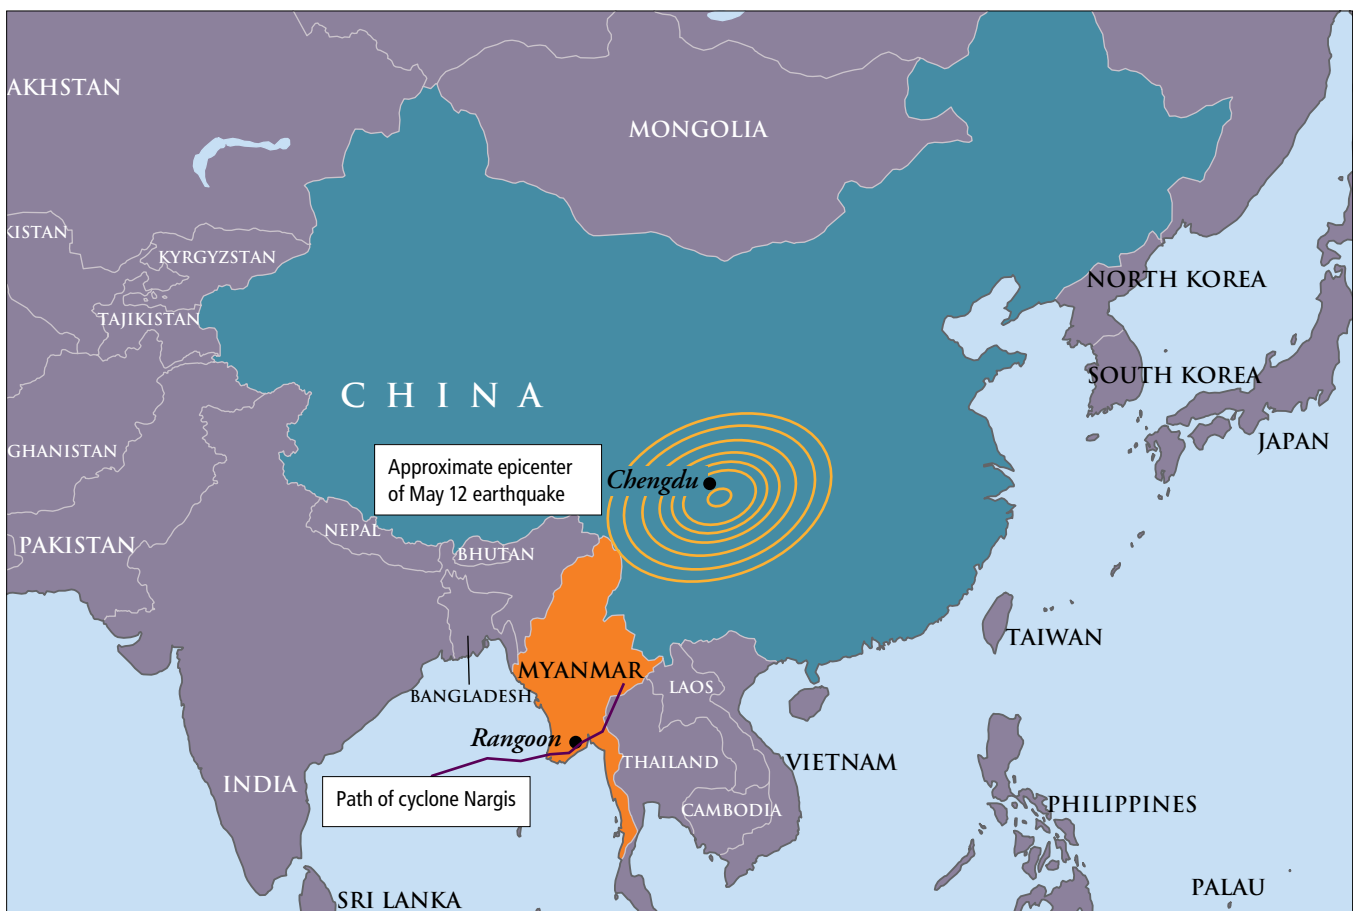 AKHSTAN
MONGOLIA
KISTAN
KYRGYZSTAN
NORTH KOREA
TAJIKISTAN
SOUTH KOREA
CHINA
JAPAN
GHANISTAN
Approximate epicenter
of May 12 earthquake
Chengdu
NEPAL
PAKISTAN
BHUTAN
TAIWAN
MYANMAR
LAOS
BANGLADESH
Rangoon
VIETNAM
THAILAND
INDIA
Path of cyclone Nargis
PHILIPPINES
CAMBODIA
PALAU
SRI LANKA